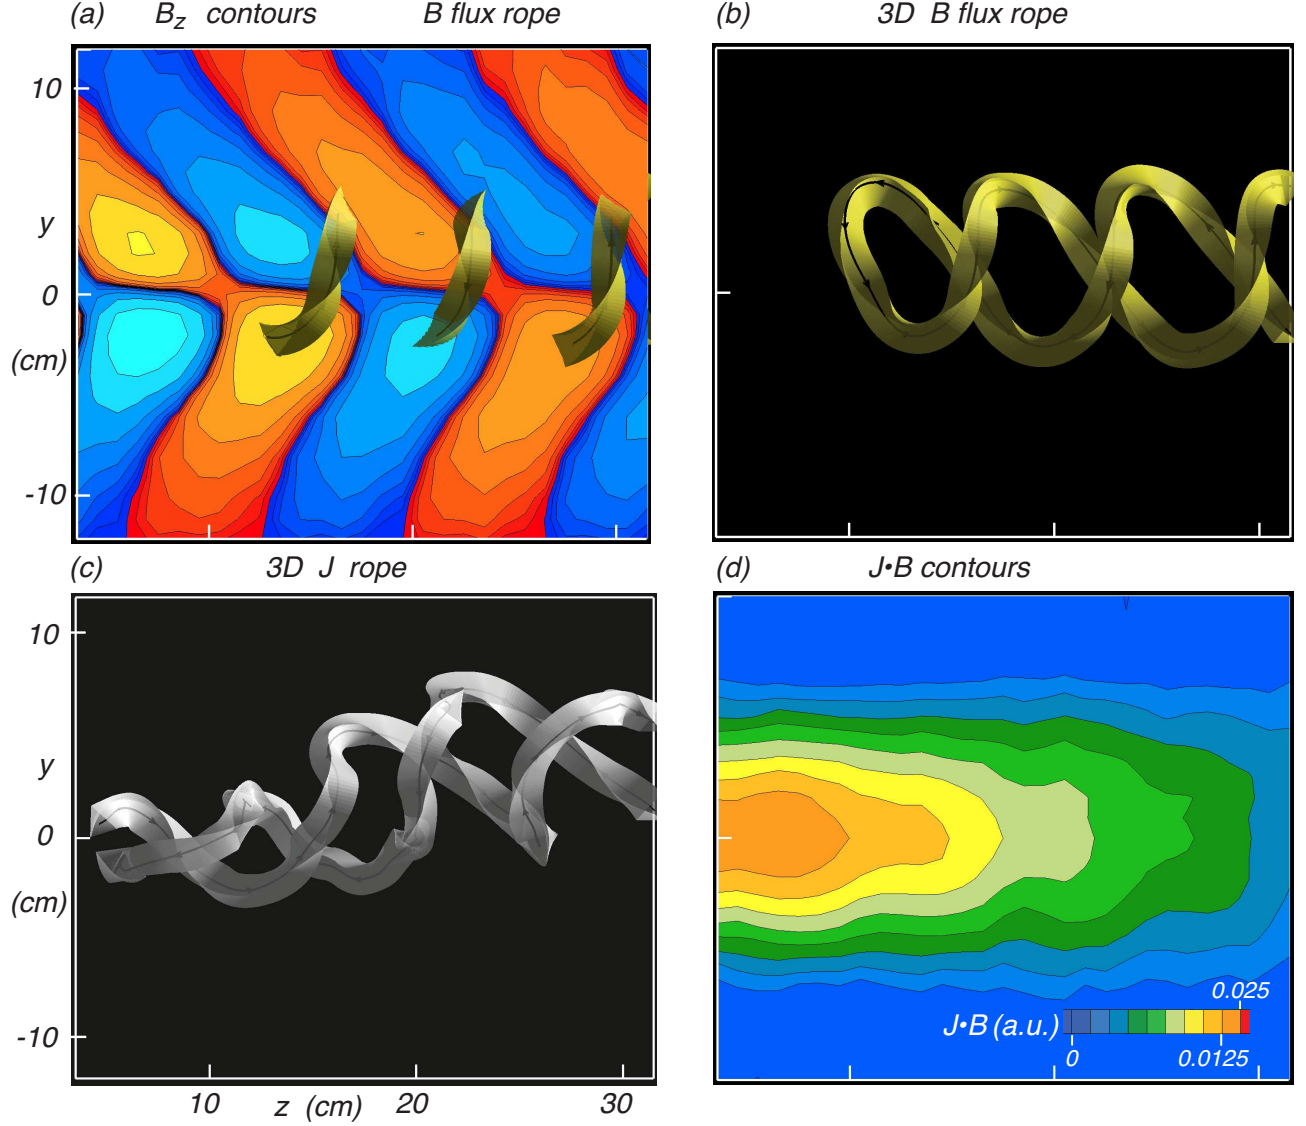 (a) B_z contours B flux rope
(b) 3D B flux rope
10
y
0
(cm)
-10
(c) 3D J rope
(d) J•B contours
10
y
0
(cm)
-10
10 z (cm) 20 30
0.025
J•B (a.u.)
0 0.0125